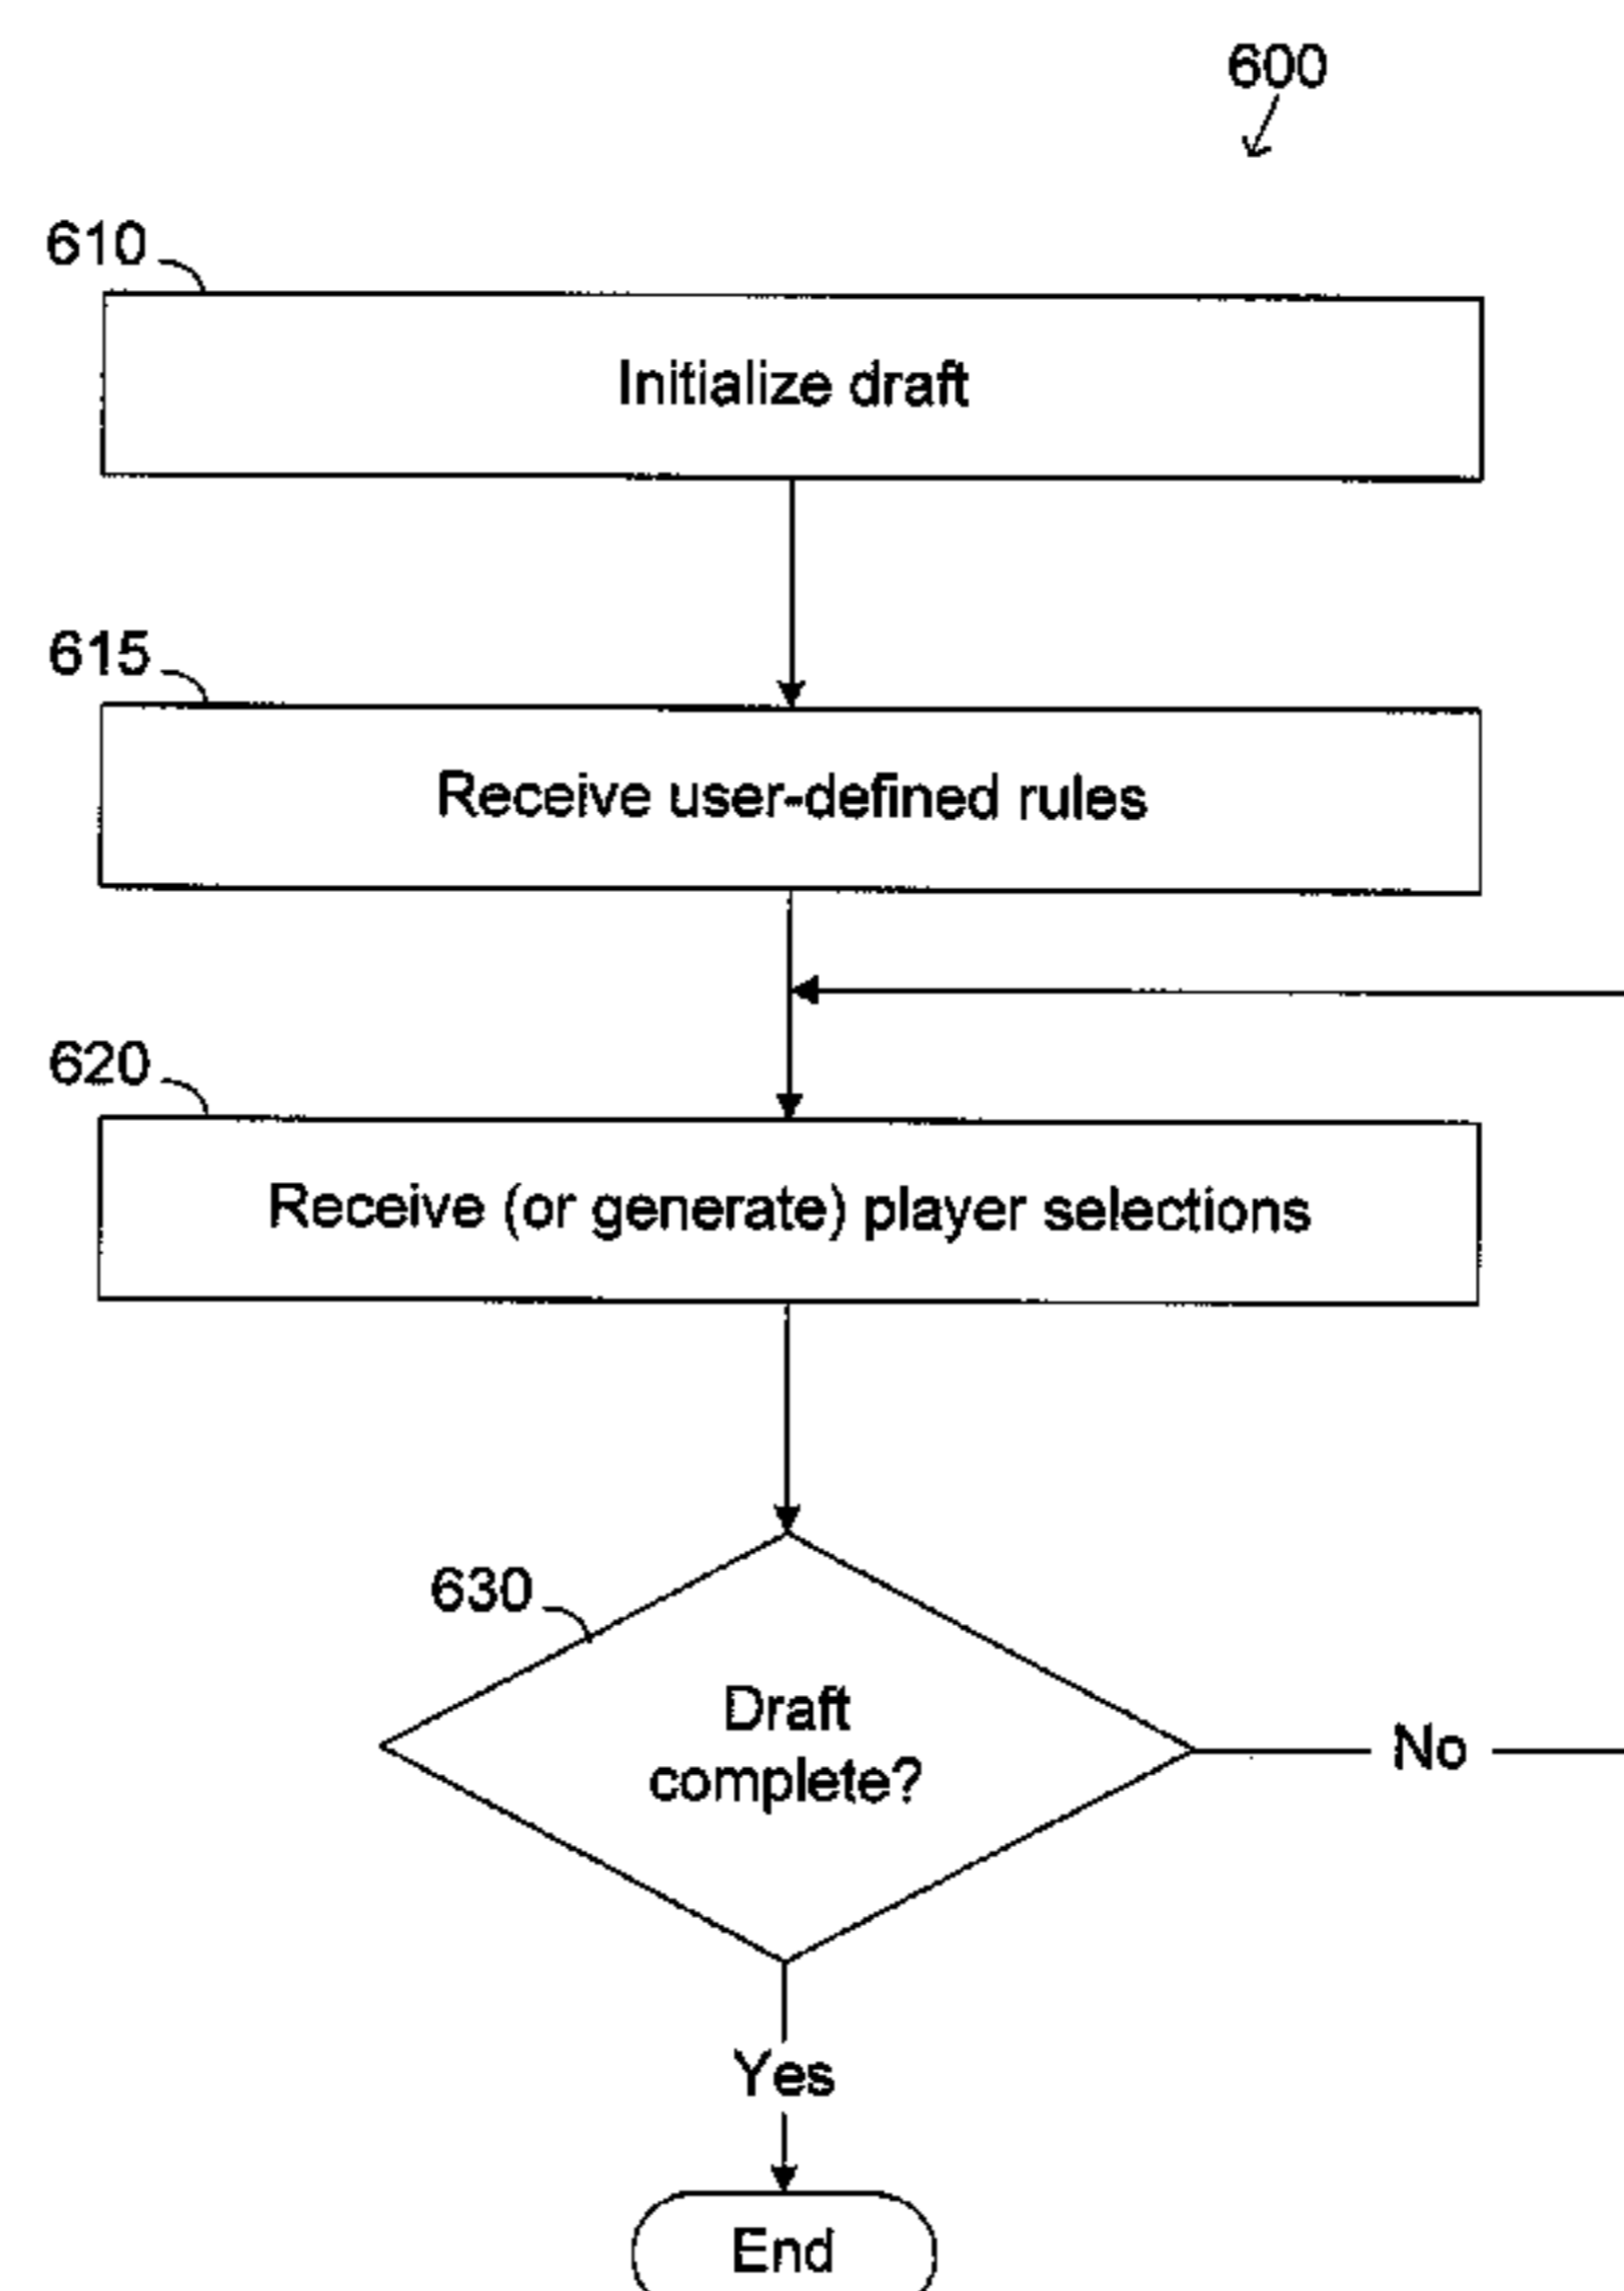 600
610
Initialize draft
615
Receive user-defined rules
620
Receive (or generate) player selections
630
Draft
complete?
No
Yes
End